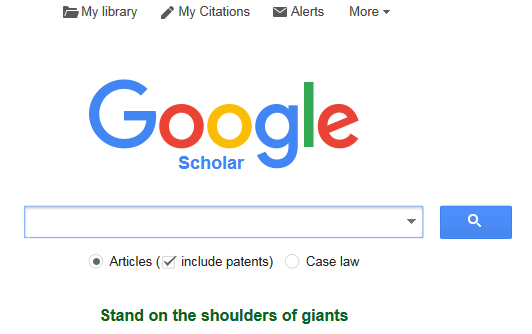 My library My Citations Alerts More
Google
Scholar
Articles (include patents) Case law
Stand on the shoulders of giants